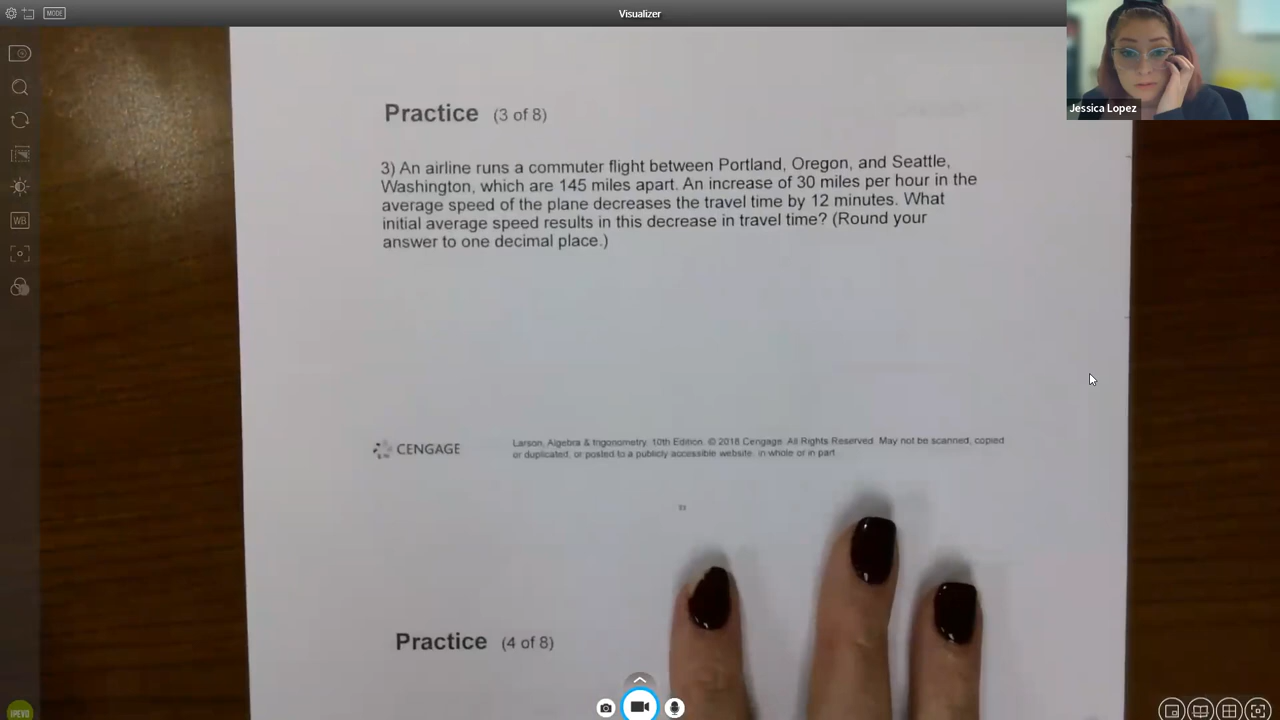 MODE
Visualizer
Jessica Lopez
WB
Practice (3 of 8)
3) An airline runs a commuter flight between Portland, Oregon, and Seattle,
Washington, which are 145 miles apart. An increase of 30 miles per hour in the
average speed of the plane decreases the travel time by 12 minutes. What
initial average speed results in this decrease in travel time? (Round your
answer to one decimal place.)
CENGAGE
Larson, Algebra & trigonometry, 10th Edition. © 2018 Cengage. All Rights Reserved. May not be scanned, copied
or duplicated, or posted to a publicly accessible website, in whole or in part.
Practice (4 of 8)
IPEVO